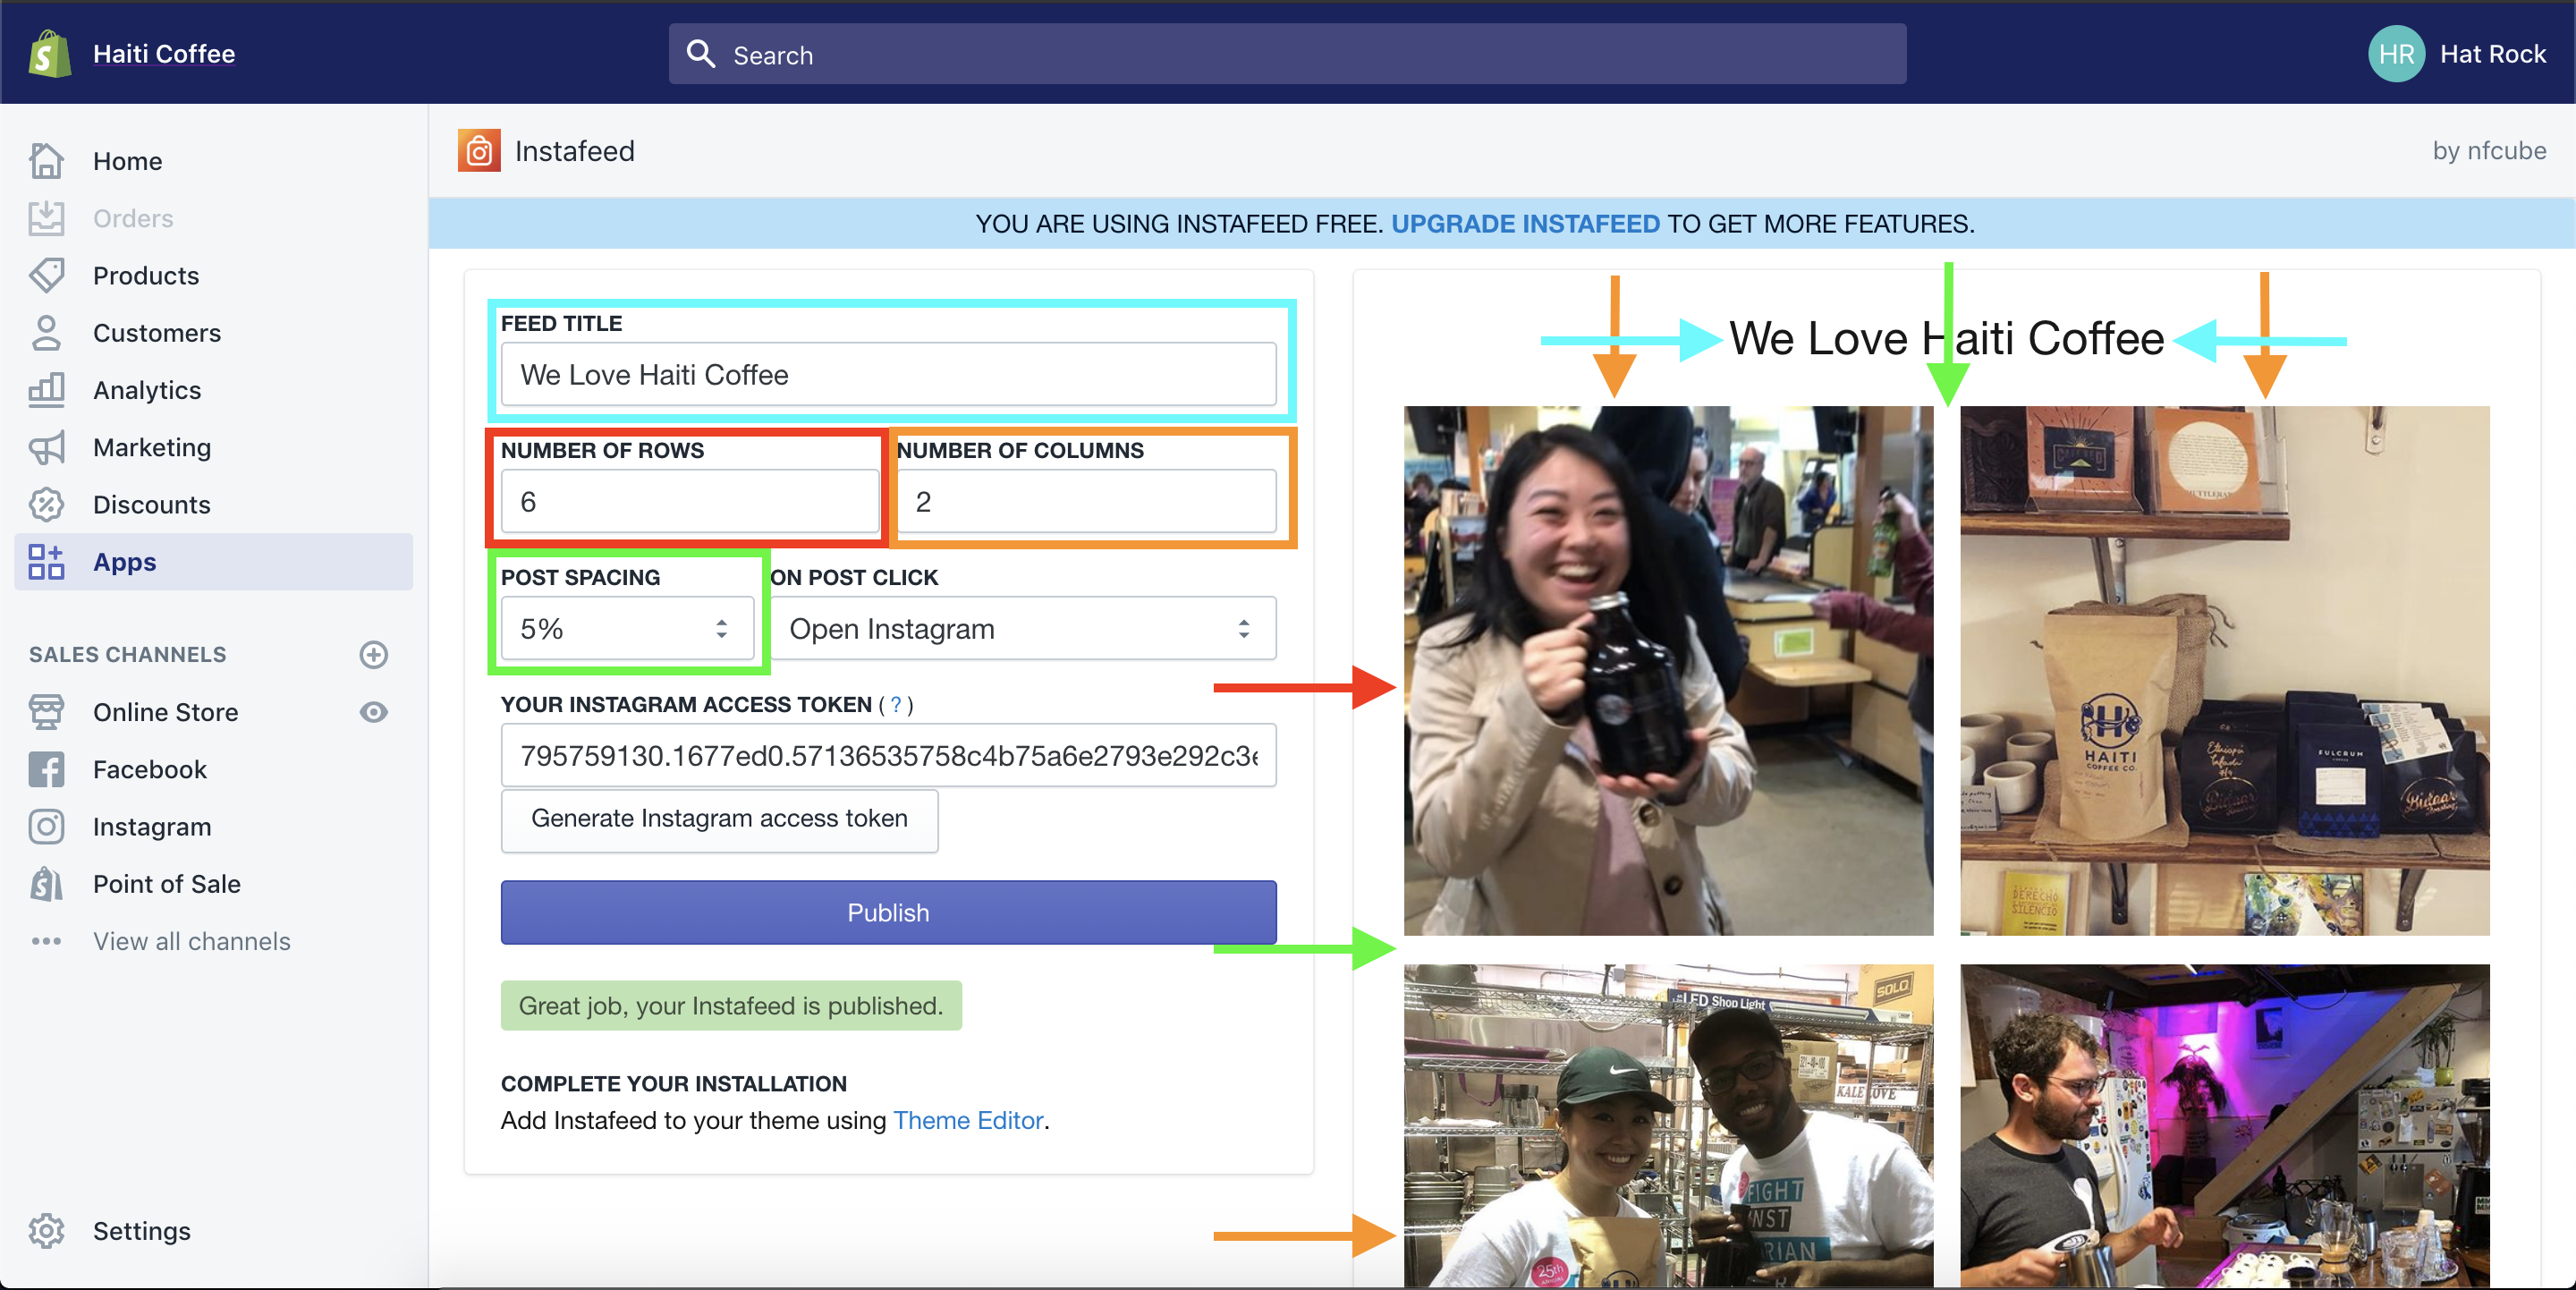 Haiti Coffee
Search
HR
Hat Rock
Home
Orders
Products
Customers
Analytics
Marketing
Discounts
Apps
SALES CHANNELS
Online Store
Facebook
Instagram
Point of Sale
View all channels
Settings
Instafeed
by nfcube
YOU ARE USING INSTAFEED FREE. UPGRADE INSTAFEED TO GET MORE FEATURES.
FEED TITLE
We Love Haiti Coffee
NUMBER OF ROWS
NUMBER OF COLUMNS
6
2
POST SPACING
ON POST CLICK
5%
Open Instagram
YOUR INSTAGRAM ACCESS TOKEN (?)
795759130.1677ed0.57136535758c4b75a6e2793e292c3
Generate Instagram access token
Publish
Great job, your Instafeed is published.
COMPLETE YOUR INSTALLATION
Add Instafeed to your theme using Theme Editor.
We Love Haiti Coffee
H
HAITI
COFFEE CO.
FULCRUM
DERECHO
SILENCIO
LED Shop Light
SOLO
KALE LOVE
FIGHT
25th